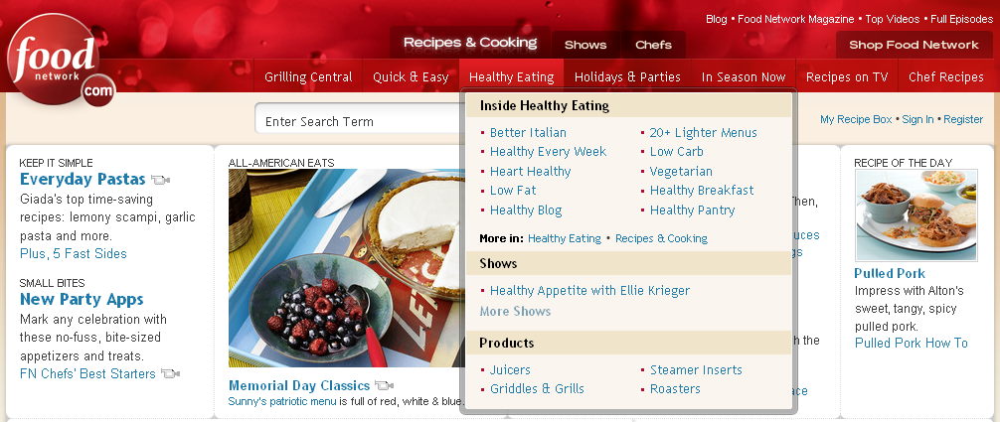 Blog • Food Network Magazine • Top Videos • Full Episodes
food
network
.com
Recipes & Cooking
Shows
Chefs
Shop Food Network
Grilling Central
Quick & Easy
Healthy Eating
Holidays & Parties
In Season Now
Recipes on TV
Chef Recipes
Enter Search Term
My Recipe Box • Sign In • Register
Inside Healthy Eating
Better Italian
Healthy Every Week
Heart Healthy
Low Fat
Healthy Blog
20+ Lighter Menus
Low Carb
Vegetarian
Healthy Breakfast
Healthy Pantry
More in: Healthy Eating • Recipes & Cooking
Shows
Healthy Appetite with Ellie Krieger
More Shows
Products
Juicers
Griddles & Grills
Steamer Inserts
Roasters
KEEP IT SIMPLE
Everyday Pastas
Giada's top time-saving
recipes: lemony scampi, garlic
pasta and more.
Plus, 5 Fast Sides
SMALL BITES
New Party Apps
Mark any celebration with
these no-fuss, bite-sized
appetizers and treats.
FN Chefs' Best Starters
ALL-AMERICAN EATS
Memorial Day Classics
Sunny's patriotic menu is full of red, white & blue.
Then,
the
RECIPE OF THE DAY
Pulled Pork
Impress with Alton's
sweet, tangy, spicy
pulled pork.
Pulled Pork How To